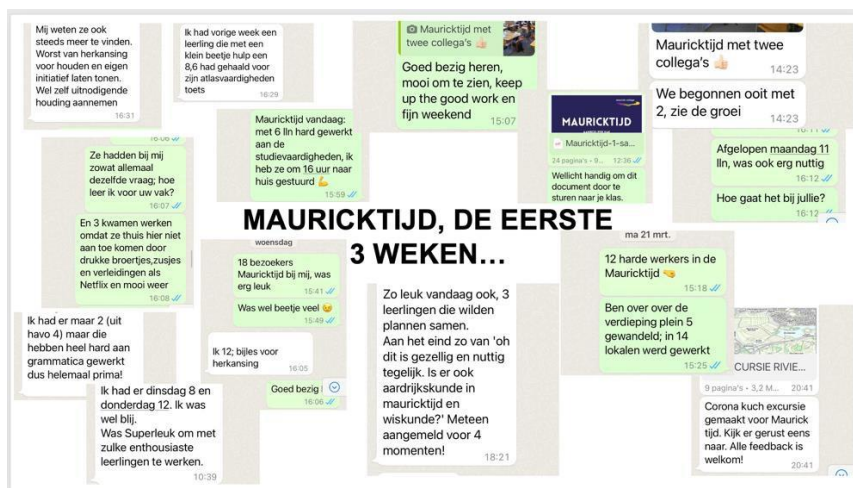 Mij weten ze ook
steeds meer te vinden.
Worst van herkansing
voor houden en eigen
initiatief laten tonen.
Wel zelf uitnodigende
houding aannemen
16:31
Ik had vorige week een
leerling die met een
klein beetje hulp een
8,6 had gehaald voor
zijn atlasvaardigheden
toets
16:29
Mauricktijd met
twee collega's 👍🏻
Goed bezig heren,
mooi om te zien, keep
up the good work en
fijn weekend
15:07
Mauricktijd met twee
collega's 👍🏻
14:23
We begonnen ooit met
2, zie de groei
14:23
Mauricktijd vandaag:
met 6 lln hard gewerkt
aan de
studievaardigheden, ik
heb ze om 16 uur naar
huis gestuurd 💪
15:59
MAURICKTIJD
Mauricktijd-1-sa...
24 pagina's • 9... 12:36
Wellicht handig om dit
document door te
sturen naar je klas.
16:11
Afgelopen maandag 11
lln, was ook erg nuttig
16:12
Hoe gaat het bij jullie?
16:12
16:06
Ze hadden bij mij
zowat allemaal
dezelfde vraag; hoe
leer ik voor uw vak?
16:07
En 3 kwamen werken
omdat ze thuis hier niet
aan toe komen door
drukke broertjes,zusjes
en verleidingen als
Netflix en mooi weer
16:08
MAURICKTIJD, DE EERSTE
3 WEKEN...
woensdag
18 bezoekers
Mauricktijd bij mij, was
erg leuk
15:41
Was wel beetje veel 😉
15:49
Ik 12; bijles voor
herkansing
16:05
Goed bezig
16:06
ma 21 mrt.
12 harde werkers in de
Mauricktijd 🤜
15:18
Ben over over de
verdieping plein 5
gewandeld; in 14
lokalen werd gewerkt
15:25
Ik had er maar 2 (uit
havo 4) maar die
hebben heel hard aan
grammatica gewerkt
dus helemaal prima!
Ik had er dinsdag 8 en
donderdag 12. Ik was
wel blij.
Was Superleuk om met
zulke enthousiaste
leerlingen te werken.
10:39
Zo leuk vandaag ook, 3
leerlingen die wilden
plannen samen.
Aan het eind zo van 'oh
dit is gezellig en nuttig
tegelijk. Is er ook
aardrijkskunde in
mauricktijd en
wiskunde?' Meteen
aangemeld voor 4
momenten!
18:21
CURSIE RIVIE...
9 pagina's • 3,2 M... 20:41
Corona kuch excursie
gemaakt voor Maurick
tijd. Kijk er gerust eens
naar. Alle feedback is
welkom!
20:41